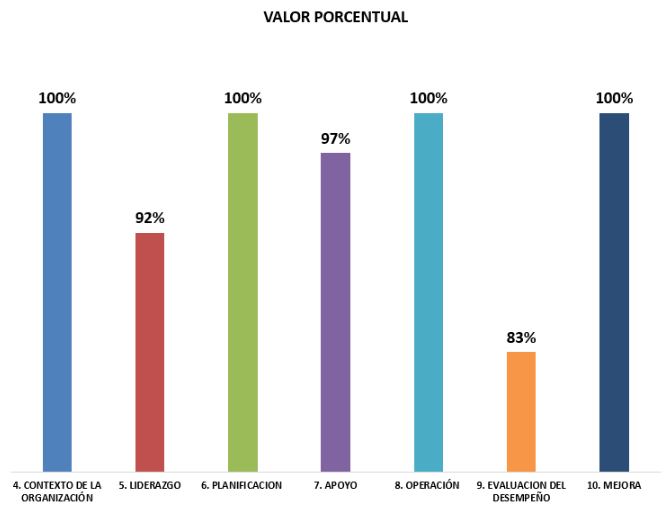 VALOR PORCENTUAL
100%
92%
100%
97%
100%
83%
100%
4. CONTEXTO DE LA
ORGANIZACIÓN
5. LIDERAZGO
6. PLANIFICACION
7. APOYO
8. OPERACIÓN
9. EVALUACION DEL
DESEMPEÑO
10. MEJORA